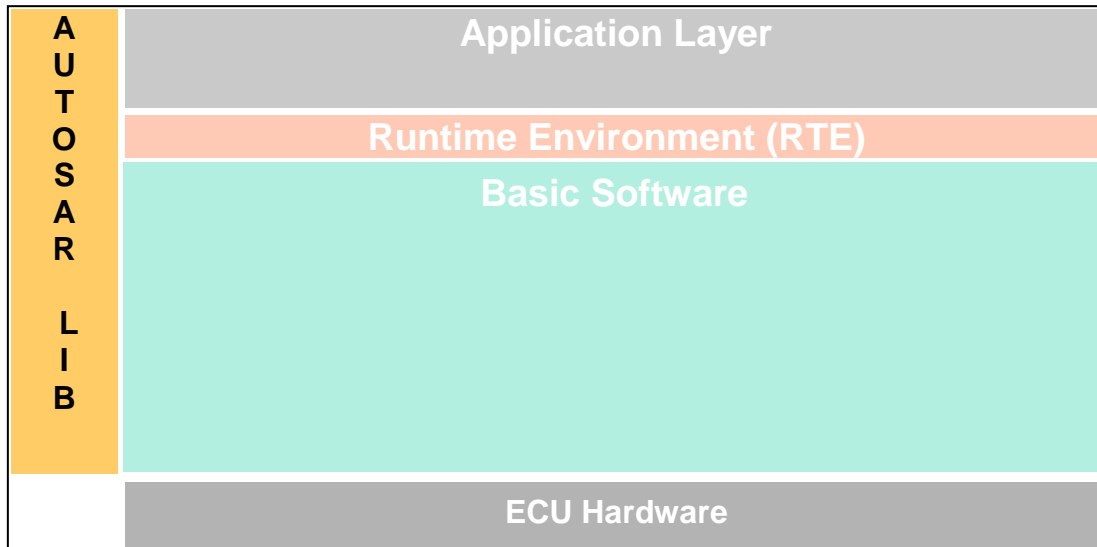 AUTOSAR LIB
Application Layer
Runtime Environment (RTE)
Basic Software
ECU Hardware